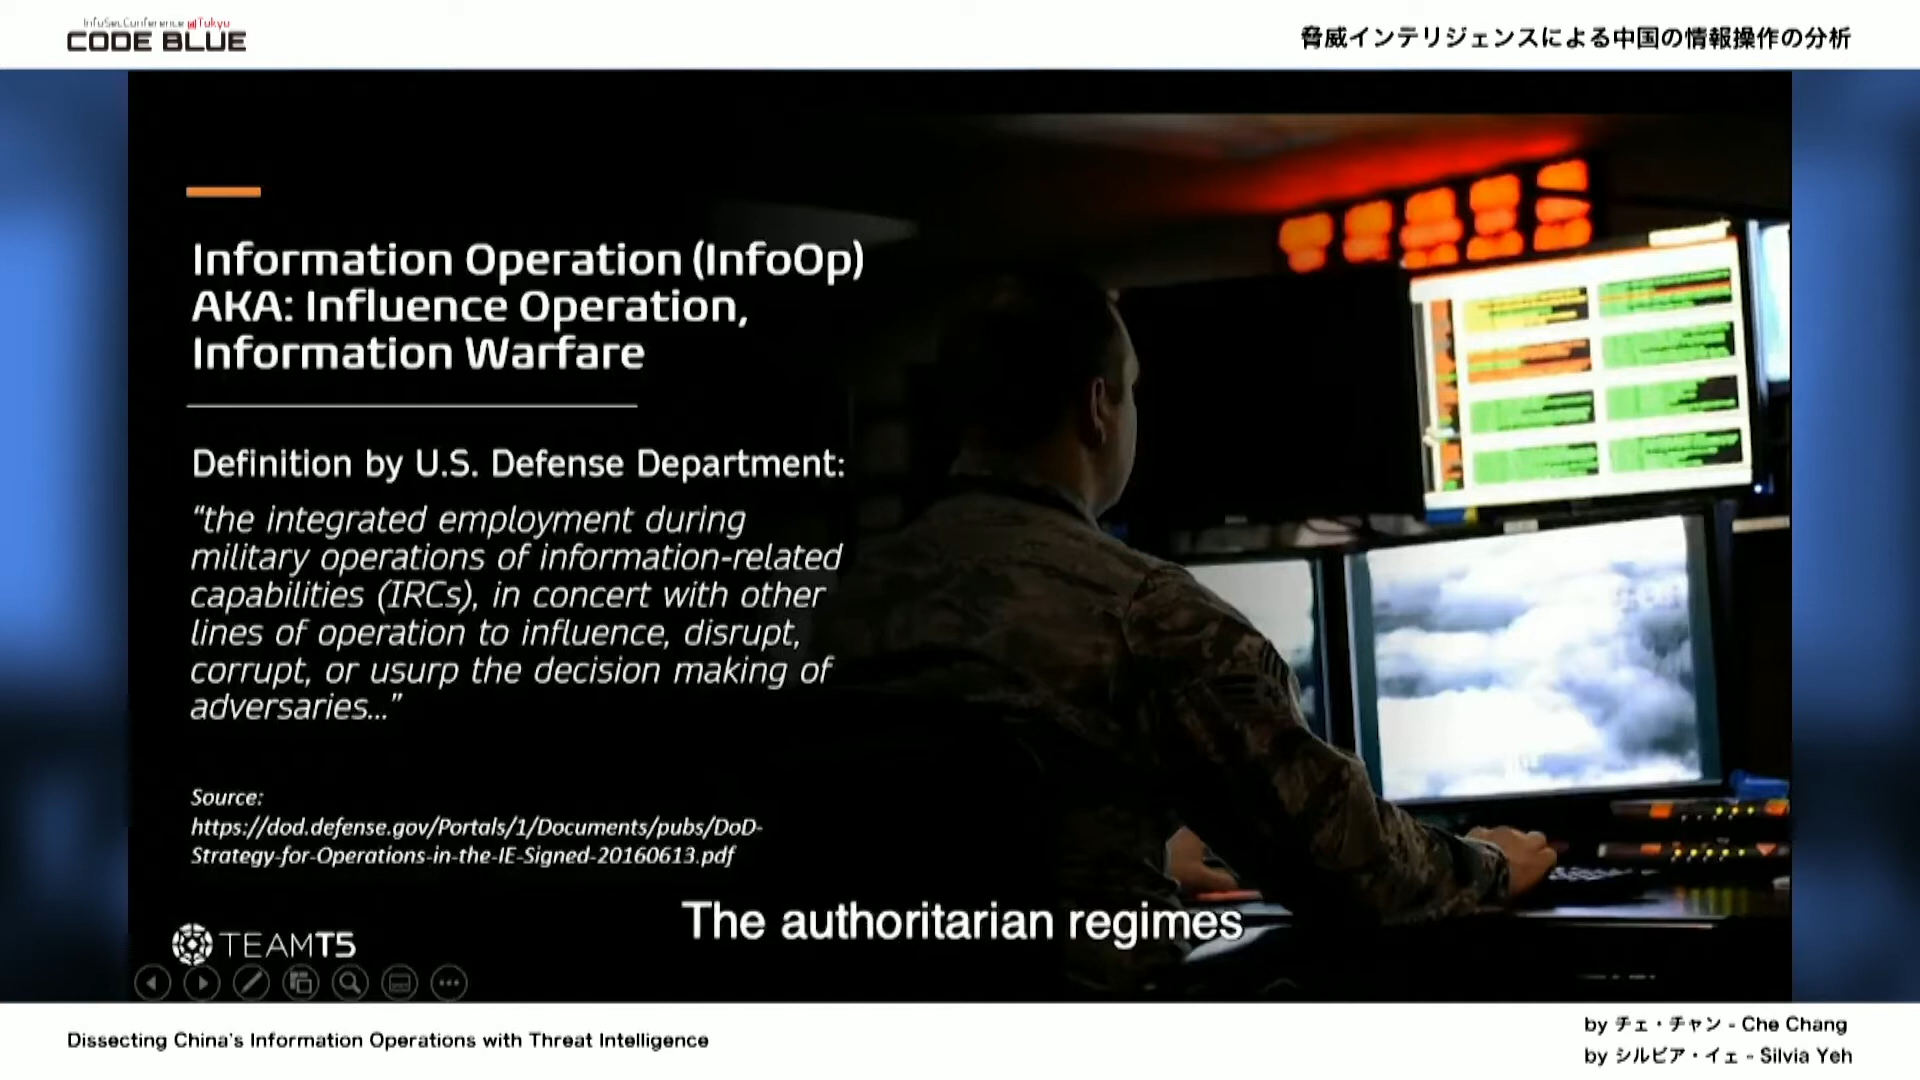 InfoSecConference @Tokyo
CODE BLUE
脅威インテリジェンスによる中国の情報操作の分析
Information Operation (InfoOp)
AKA: Influence Operation,
Information Warfare
Definition by U.S. Defense Department:
“the integrated employment during
military operations of information-related
capabilities (IRCs), in concert with other
lines of operation to influence, disrupt,
corrupt, or usurp the decision making of
adversaries…”
Source:
https://dod.defense.gov/Portals/1/Documents/pubs/DoD-
Strategy-for-Operations-in-the-IE-Signed-20160613.pdf
The authoritarian regimes
TEAMT5
Dissecting China's Information Operations with Threat Intelligence
by チェ・チャン - Che Chang
by シルビア・イェ - Silvia Yeh